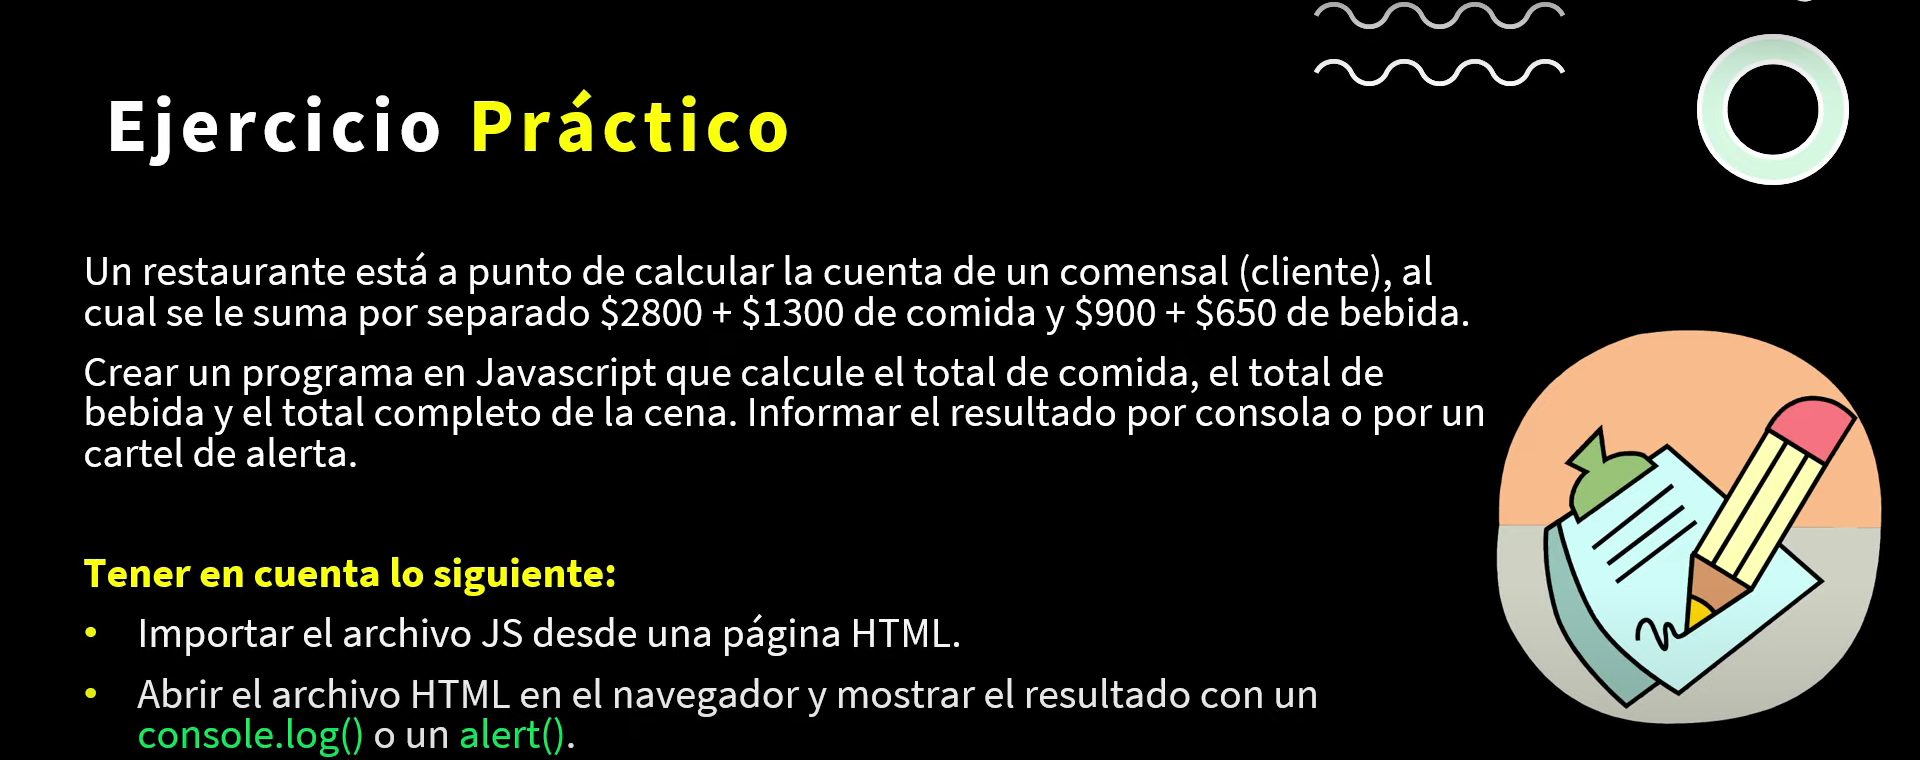 Ejercicio Práctico
Un restaurante está a punto de calcular la cuenta de un comensal (cliente), al
cual se le suma por separado $2800 + $1300 de comida y $900 + $650 de bebida.
Crear un programa en Javascript que calcule el total de comida, el total de
bebida y el total completo de la cena. Informar el resultado por consola o por un
cartel de alerta.
Tener en cuenta lo siguiente:
• Importar el archivo JS desde una página HTML.
• Abrir el archivo HTML en el navegador y mostrar el resultado con un
console.log() o un alert().